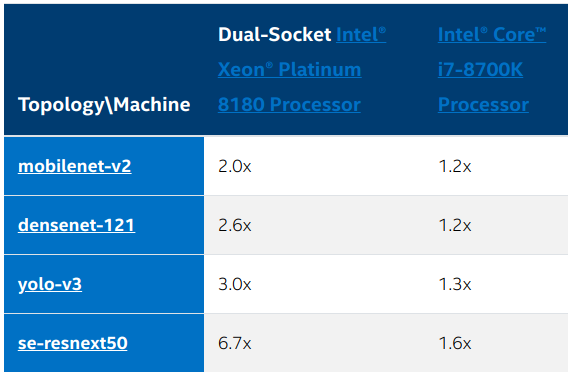 Topology\Machine
Dual-Socket Intel®
Xeon® Platinum
8180 Processor
Intel® Core™
i7-8700K
Processor
mobilenet-v2 2.0x 1.2x
densenet-121 2.6x 1.2x
yolo-v3 3.0x 1.3x
se-resnext50 6.7x 1.6x